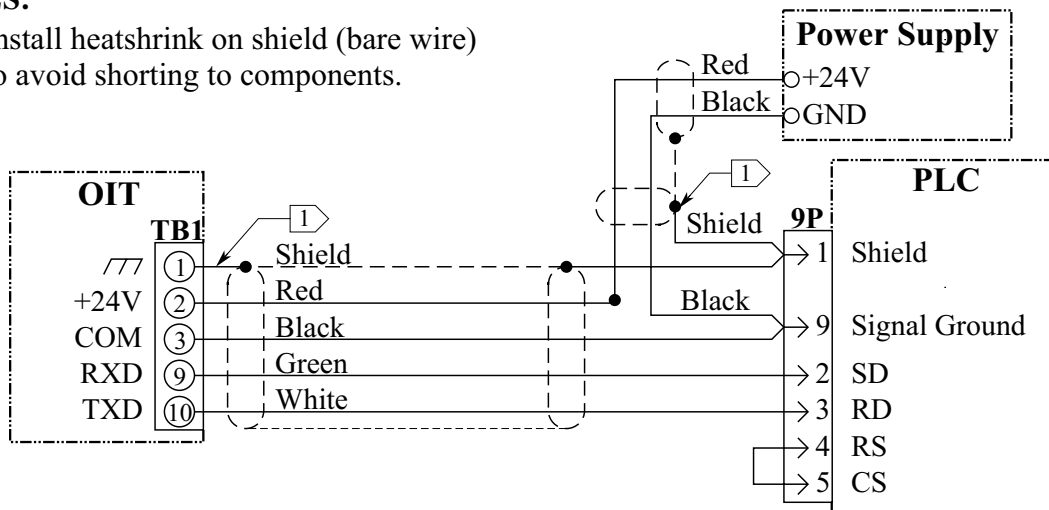 nstall heatshrink on shield (bare wire)
o avoid shorting to components.
Power Supply
Red
+24V
Black
GND
1
PLC
OIT
1
9P
TB1
Shield
Shield
1
1
Shield
+24V
2
Red
Black
COM
3
Black
9
Signal Ground
RXD
9
Green
2
SD
TXD
10
White
3
RD
4
RS
5
CS